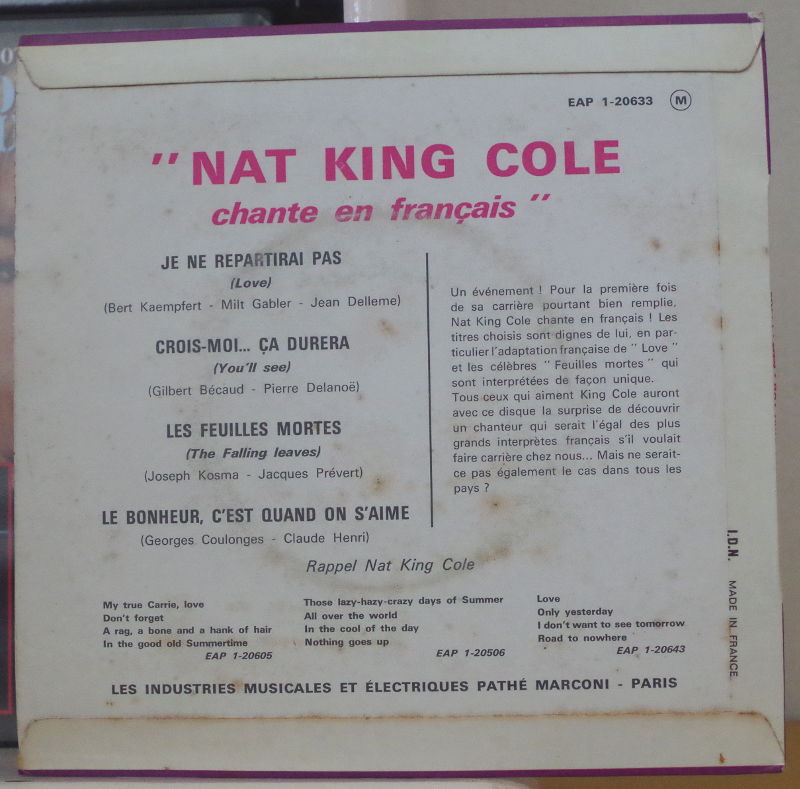 EAP 1-20633 M
" NAT KING COLE
chante en français "
JE NE REPARTIRAI PAS
(Love)
(Bert Kaempfert - Milt Gabler - Jean Delleme)
CROIS-MOI... ÇA DURERA
(You'll see)
(Gilbert Bécaud - Pierre Delanoë)
LES FEUILLES MORTES
(The Falling leaves)
(Joseph Kosma - Jacques Prévert)
LE BONHEUR, C'EST QUAND ON S'AIME
(Georges Coulonges - Claude Henri)
Un événement ! Pour la première fois
de sa carrière pourtant bien remplie,
Nat King Cole chante en français ! Les
titres choisis sont dignes de lui, en par-
ticulier l'adaptation française de " Love "
et les célèbres " Feuilles mortes " qui
sont interprétées de façon unique.
Tous ceux qui aiment King Cole auront
avec ce disque la surprise de découvrir
un chanteur qui serait l'égal des plus
grands interprètes français s'il voulait
faire carrière chez nous... Mais ne serait-
ce pas également le cas dans tous les
pays ?
Rappel Nat King Cole
My true Carrie, love
Don't forget
A rag, a bone and a hank of hair
In the good old Summertime
EAP 1-20605
Those lazy-hazy-crazy days of Summer
All over the world
In the cool of the day
Nothing goes up
EAP 1-20506
Love
Only yesterday
I don't want to see tomorrow
Road to nowhere
EAP 1-20643
LES INDUSTRIES MUSICALES ET ÉLECTRIQUES PATHÉ MARCONI - PARIS
I.D.N. MADE IN FRANCE